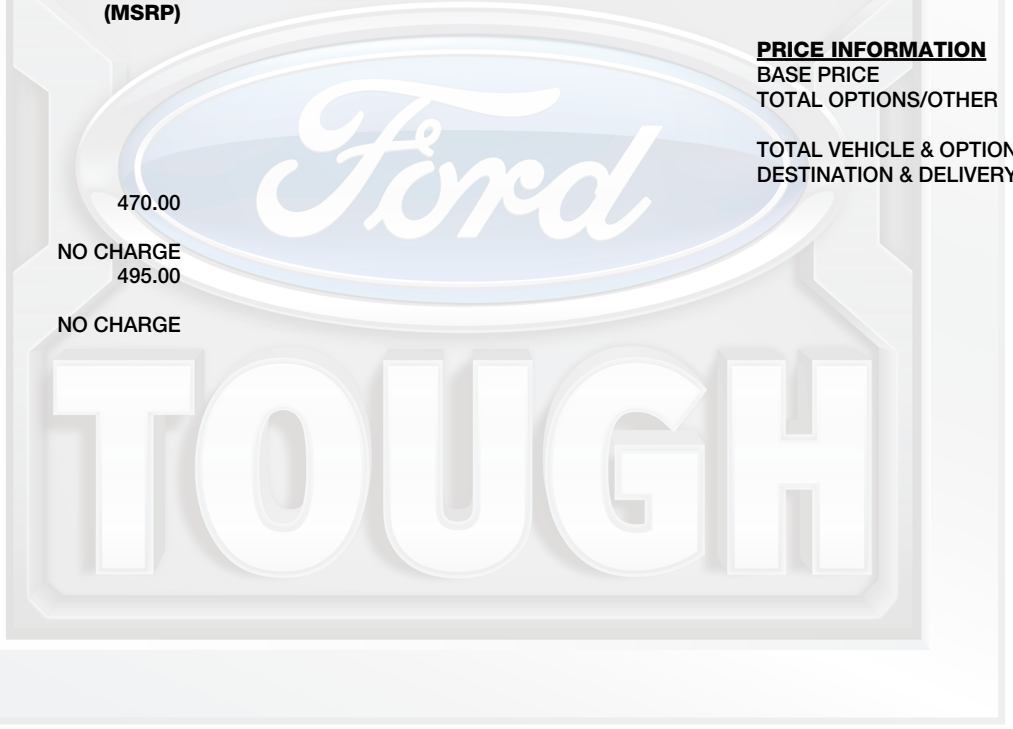 (MSRP)
470.00
NO CHARGE
495.00
NO CHARGE
PRICE INFORMATION
BASE PRICE
TOTAL OPTIONS/OTHER
TOTAL VEHICLE & OPTION
DESTINATION & DELIVERY
Ford
TOUGH